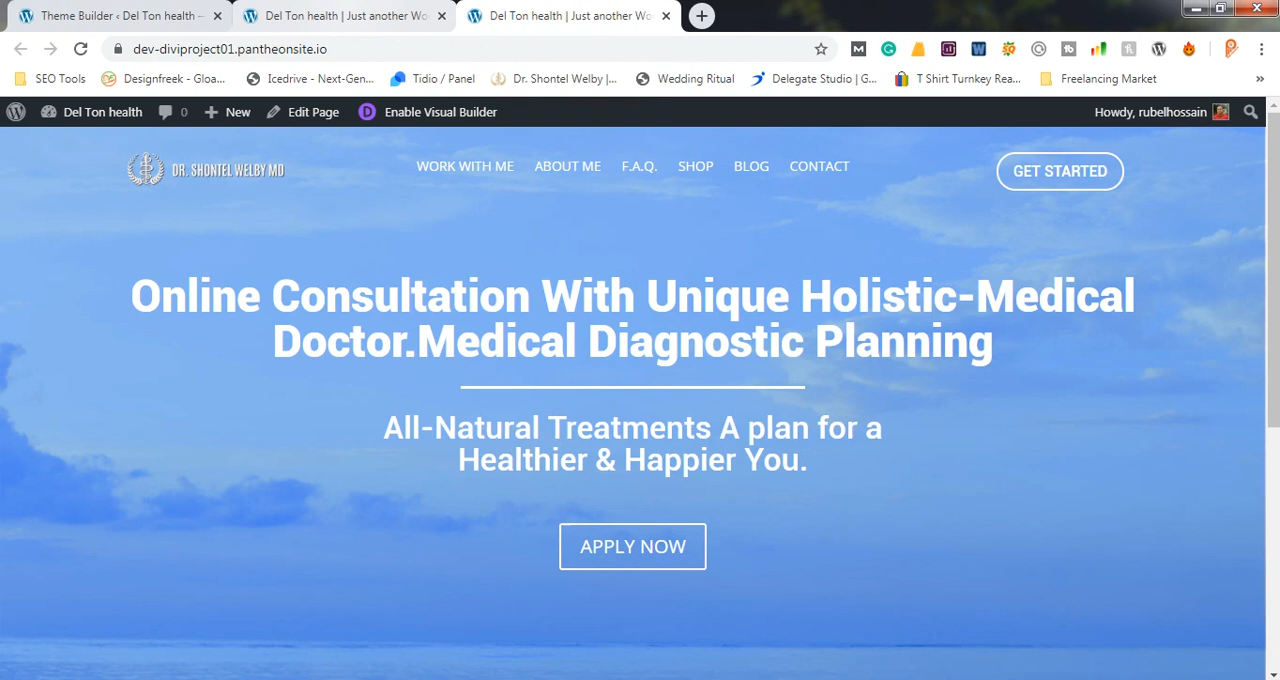 Theme Builder ‹ Del Ton health —
Del Ton health | Just another Wo
Del Ton health | Just another Wo
dev-diviproject01.pantheonsite.io
SEO Tools
Designfreek - Gloa...
Icedrive - Next-Gen...
Tidio / Panel
Dr. Shontel Welby |...
Wedding Ribal
Delegate Studio | G...
T Shirt Turnkey Rea...
Freelancing Market
»
Del Ton health
0
New
Edit Page
D Enable Visual Builder
Howdy, rubelhossain
DR. SHONTEL WELBY MD
WORK WITH ME
ABOUT ME
F.A.Q.
SHOP
BLOG
CONTACT
GET STARTED
Online Consultation With Unique Holistic-Medical
Doctor.Medical Diagnostic Planning
All-Natural Treatments A plan for a
Healthier & Happier You.
APPLY NOW